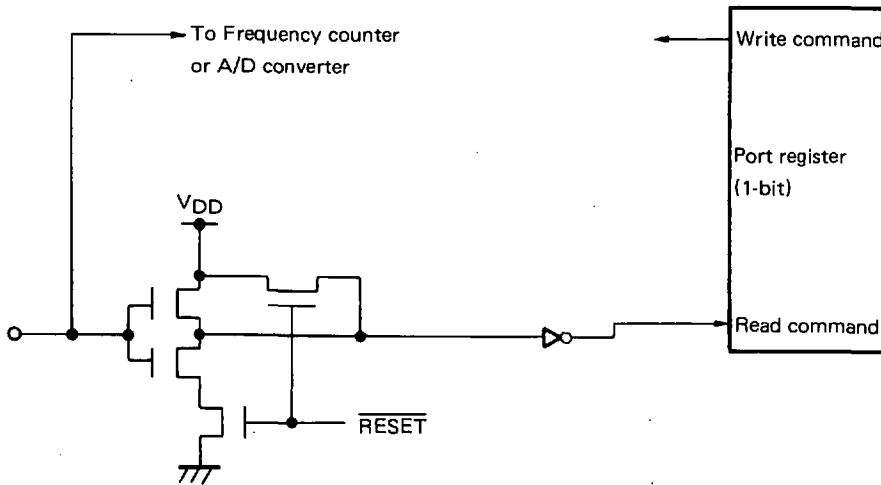 To Frequency counter
or A/D converter
Write command
Port register
(1-bit)
VDD
Read command
RESET